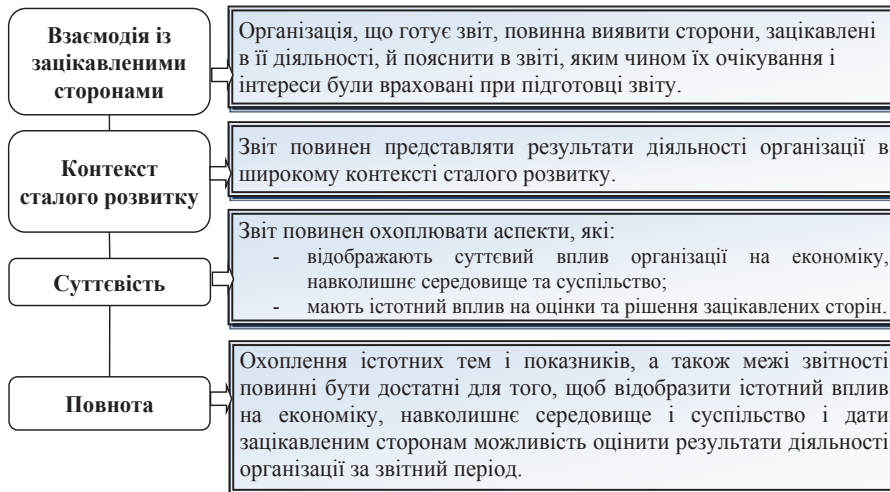 Взаємодія із
зацікавленими
сторонами
Організація, що готує звіт, повинна виявити сторони, зацікавлені
в її діяльності, й пояснити в звіті, яким чином їх очікування і
інтереси були враховані при підготовці звіту.
Контекст
сталого розвитку
Звіт повинен представляти результати діяльності організації в
широкому контексті сталого розвитку.
Суттєвість
Звіт повинен охоплювати аспекти, які:
- відображають суттєвий вплив організації на економіку,
навколишнє середовище та суспільство;
- мають істотний вплив на оцінки та рішення зацікавлених сторін.
Повнота
Охоплення істотних тем і показників, а також межі звітності
повинні бути достатні для того, щоб відобразити істотний вплив
на економіку, навколишнє середовище і суспільство і дати
зацікавленим сторонам можливість оцінити результати діяльності
організації за звітний період.